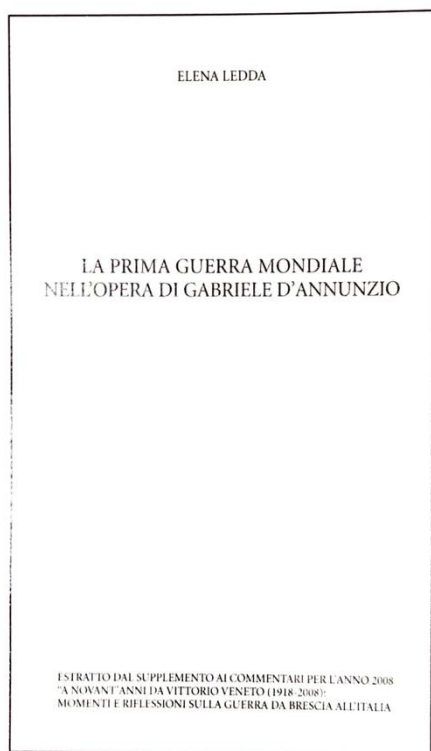 ELENA LEDDA
LA PRIMA GUERRA MONDIALE
NELL'OPERA DI GABRIELE D'ANNUNZIO
ESTRATTO DAL SUPPLEMENTO AI COMMENTARI PER L'ANNO 2008
"A NOVANT'ANNI DA VITTORIO VENETO (1918-2008):
MOMENTI E RIFLESSIONI SULLA GUERRA DA BRESCIA ALL'ITALIA